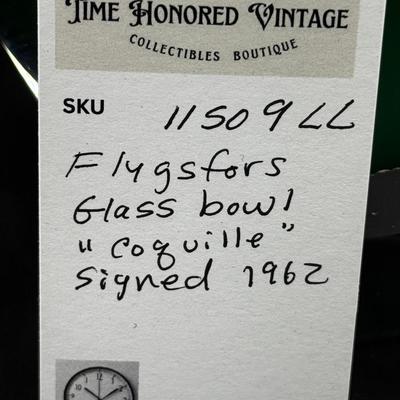 TIME HONORED VINTAGE
COLLECTIBLES BOUTIQUE
SKU 11509LL
Flygsfors
Glass bowl
"Coquille"
signed 1962